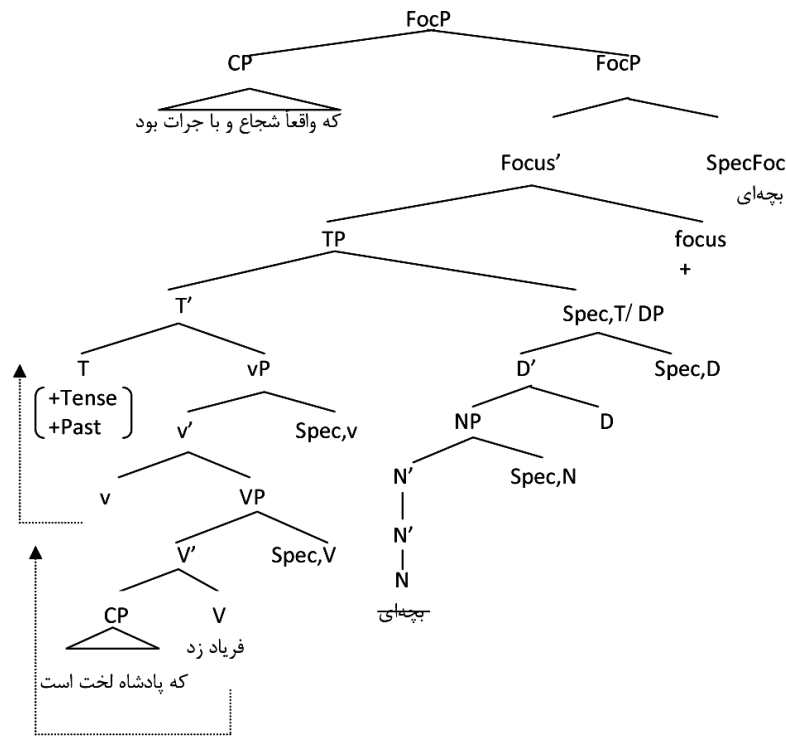 FocP
CP FocP
که واقعاً شجاع و با جرات بود
Focus’ SpecFoc
بچه‌ای
TP focus
+
T’ Spec,T/ DP
T vP D’ Spec,D
+Tense
+Past
v’ Spec,v NP D
v VP N’ Spec,N
V’ Spec,V N’
N
CP V بچه‌ای
فریاد زد
که پادشاه لخت است